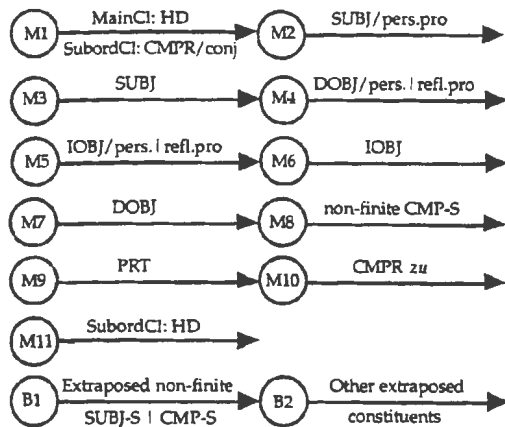 M1 MainCl: HD M2 SUBJ/pers.pro
SubordCl: CMPR/conj
M3 SUBJ M4 DOBJ/pers.|refl.pro
M5 IOBJ/pers.|refl.pro M6 IOBJ
M7 DOBJ M8 non-finite CMP-S
M9 PRT M10 CMPR zu
M11 SubordCl: HD
B1 Extraposed non-finite B2 Other extraposed
SUBJ-S | CMP-S constituents